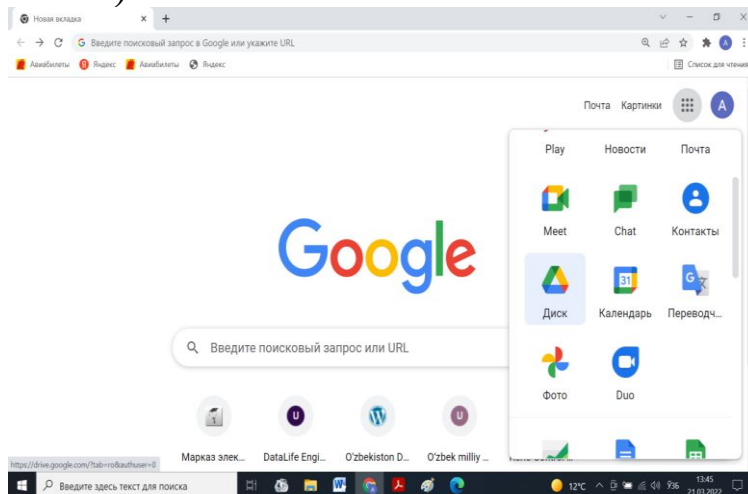 Новая вкладка
Введите поисковый запрос в Google или укажите URL
Авиабилеты Яндекс Авиабилеты Яндекс Список для чтения
Почта Картинки A
Play Новости Почта
Meet Chat Контакты
Диск Календарь Переводч...
Фото Duo
Google
Введите поисковый запрос или URL
Марказ элек... DataLife Engi... O'zbekiston D... O'zbek milliy ...
https://drive.google.com/?tab=ro&authuser=0
Введите здесь текст для поиска
12°C ЎЗБ 13:45
21.03.2022